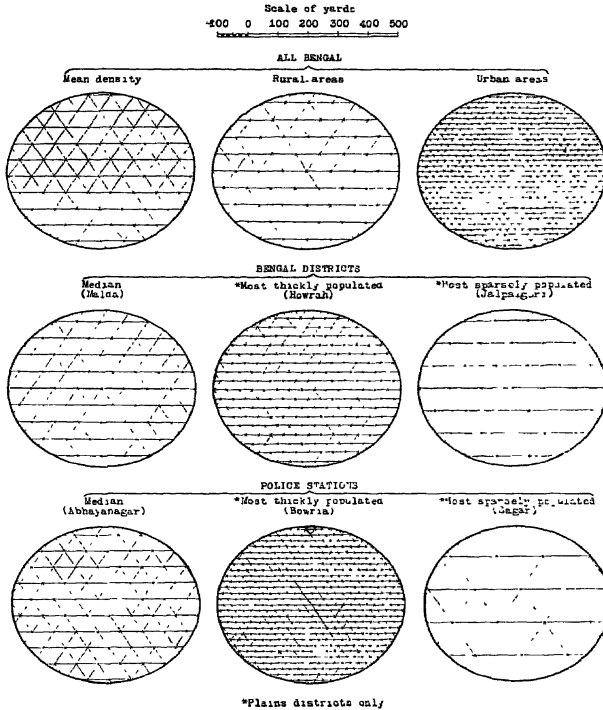 Scale of yards
100 0 100 200 300 400 500
ALL BENGAL
Mean density Rural areas Urban areas
BENGAL DISTRICTS
Median *Most thickly populated *Most sparsely populated
(Malda) (Howrah) (Jalpaiguri)
POLICE STATIONS
Median *Most thickly populated *Most sparsely populated
(Abhayanagar) (Bowria) (Sagar)
*Plains districts only